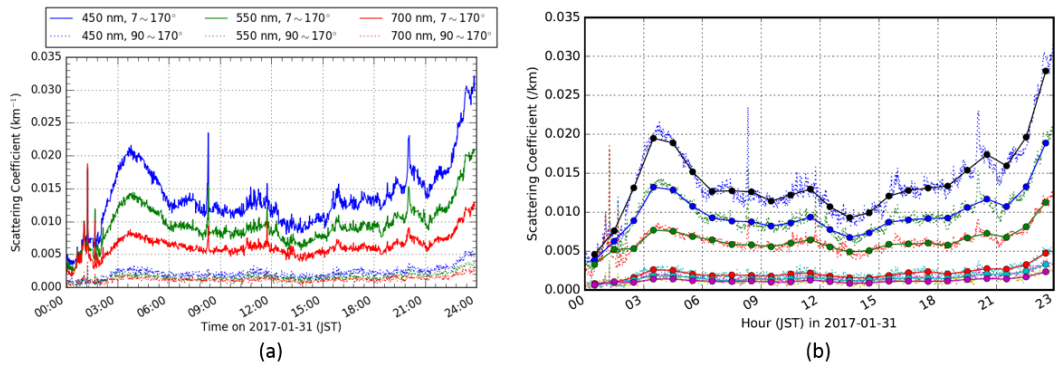 450 nm, 7∼170° 550 nm, 7∼170° 700 nm, 7∼170°
450 nm, 90∼170° 550 nm, 90∼170° 700 nm, 90∼170°
Scattering Coefficient (km⁻¹)
0.035
0.030
0.025
0.020
0.015
0.010
0.005
0.000
00:00 03:00 06:00 09:00 12:00 15:00 18:00 21:00 24:00
Time on 2017-01-31 (JST)
(a)
Scattering Coefficient (/km)
0.035
0.030
0.025
0.020
0.015
0.010
0.005
0.000
00 03 06 09 12 15 18 21 23
Hour (JST) in 2017-01-31
(b)